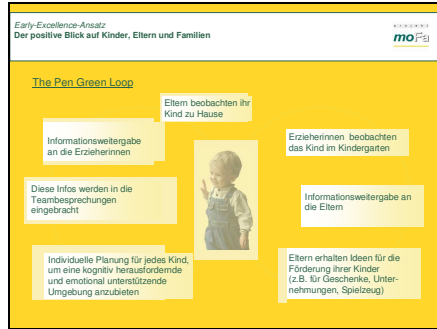 Early-Excellence-Ansatz
Der positive Blick auf Kinder, Eltern und Familien
moFa
The Pen Green Loop
Eltern beobachten ihr
Kind zu Hause
Informationsweitergabe
an die Erzieherinnen
Erzieherinnen beobachten
das Kind im Kindergarten
Diese Infos werden in die
Teambesprechungen
eingebracht
Informationsweitergabe an
die Eltern
Individuelle Planung für jedes Kind,
um eine kognitiv herausfordernde
und emotional unterstützende
Umgebung anzubieten
Eltern erhalten Ideen für die
Förderung ihrer Kinder
(z.B. für Geschenke, Unter-
nehmungen, Spielzeug)